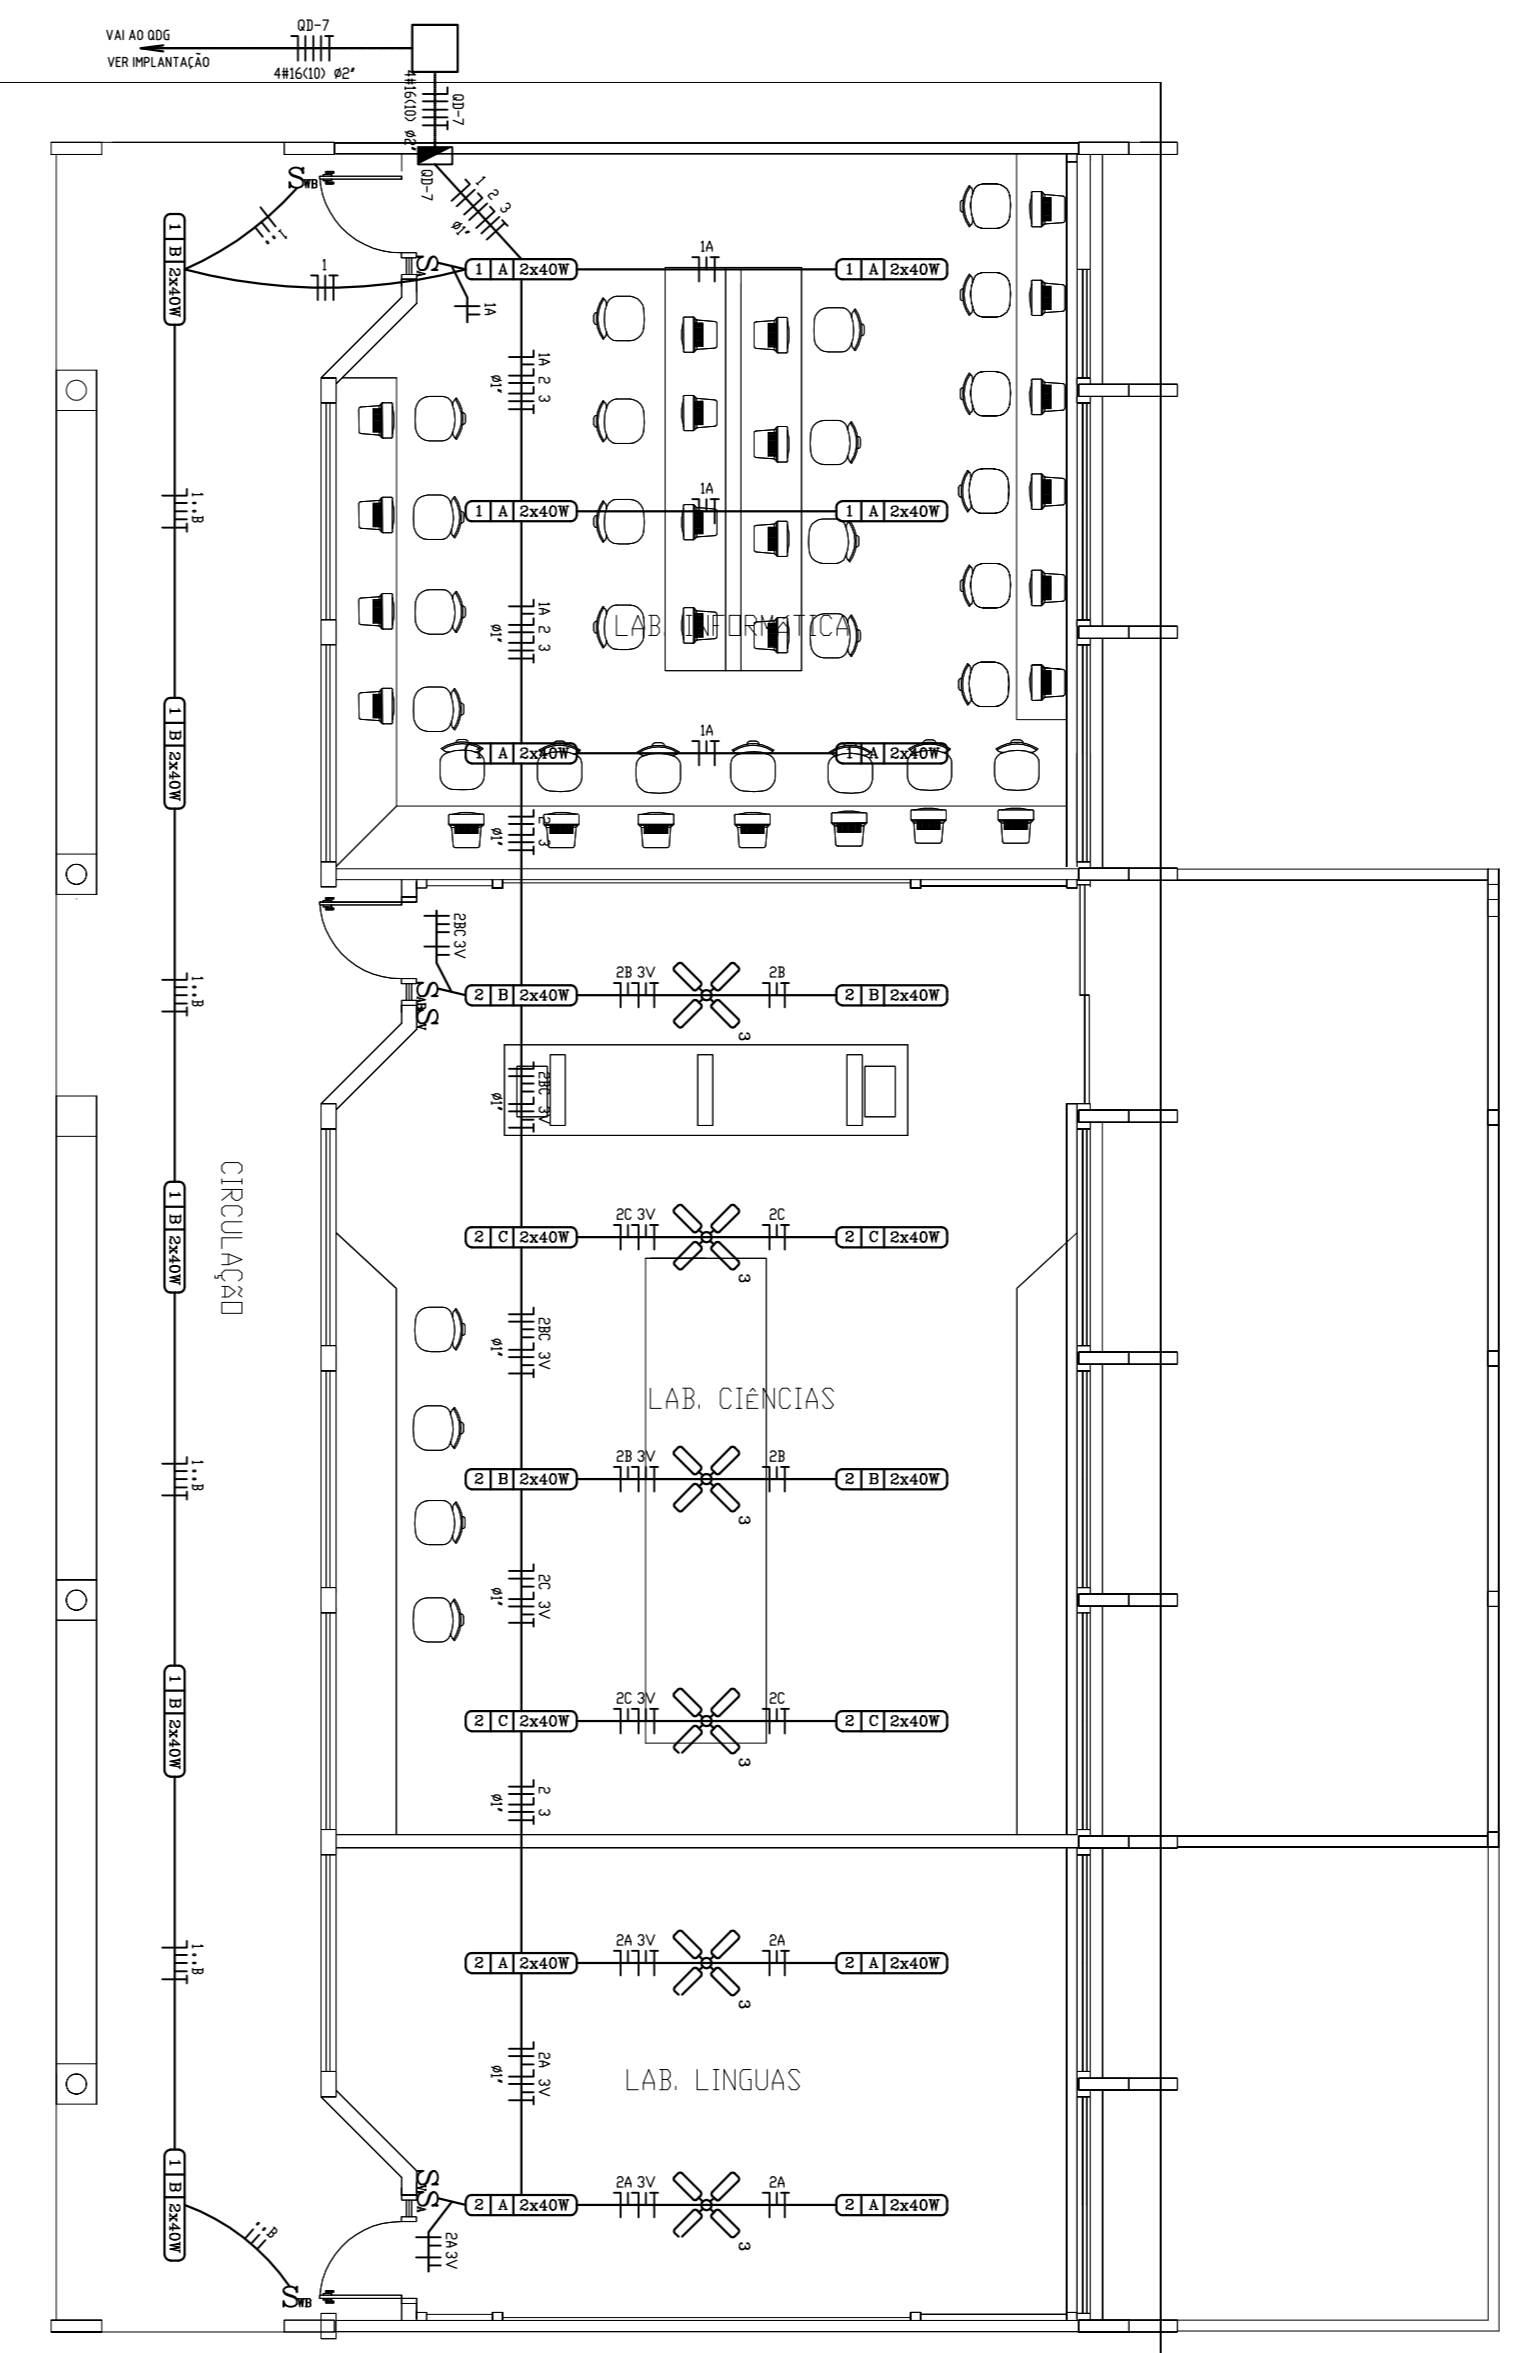 VAI AO QDG
VER IMPLANTAÇÃO
QD-7
4#16(10) Ø2"
4#16(10) Ø2"
QD-7
QD-7
1 2 3
Ø1"
SWB
1
1 B 2x40W
1A
1 A 2x40W
1A
1 A 2x40W
1A 2 3
Ø1"
1..B
1 A 2x40W
1A
1 A 2x40W
1A 2 3
Ø1"
LAB. INFORMÁTICA
1 B 2x40W
1 A 2x40W
1A
1 A 2x40W
2 3
Ø1"
2BC 3V
1..B
2 B 2x40W
2B 3V
3
2B
2 B 2x40W
2BC 3V
Ø1"
CIRCULAÇÃO
1 B 2x40W
2 C 2x40W
2C 3V
3
2C
2 C 2x40W
2BC 3V
Ø1"
LAB. CIÊNCIAS
1..B
2 B 2x40W
2B 3V
3
2B
2 B 2x40W
2C 3V
Ø1"
1 B 2x40W
2 C 2x40W
2C 3V
3
2C
2 C 2x40W
2 3
Ø1"
1..B
2 A 2x40W
2A 3V
3
2A
2 A 2x40W
2A 3V
Ø1"
LAB. LINGUAS
1 B 2x40W
2 A 2x40W
2A 3V
3
2A
2 A 2x40W
2A 3V
..B
SWB